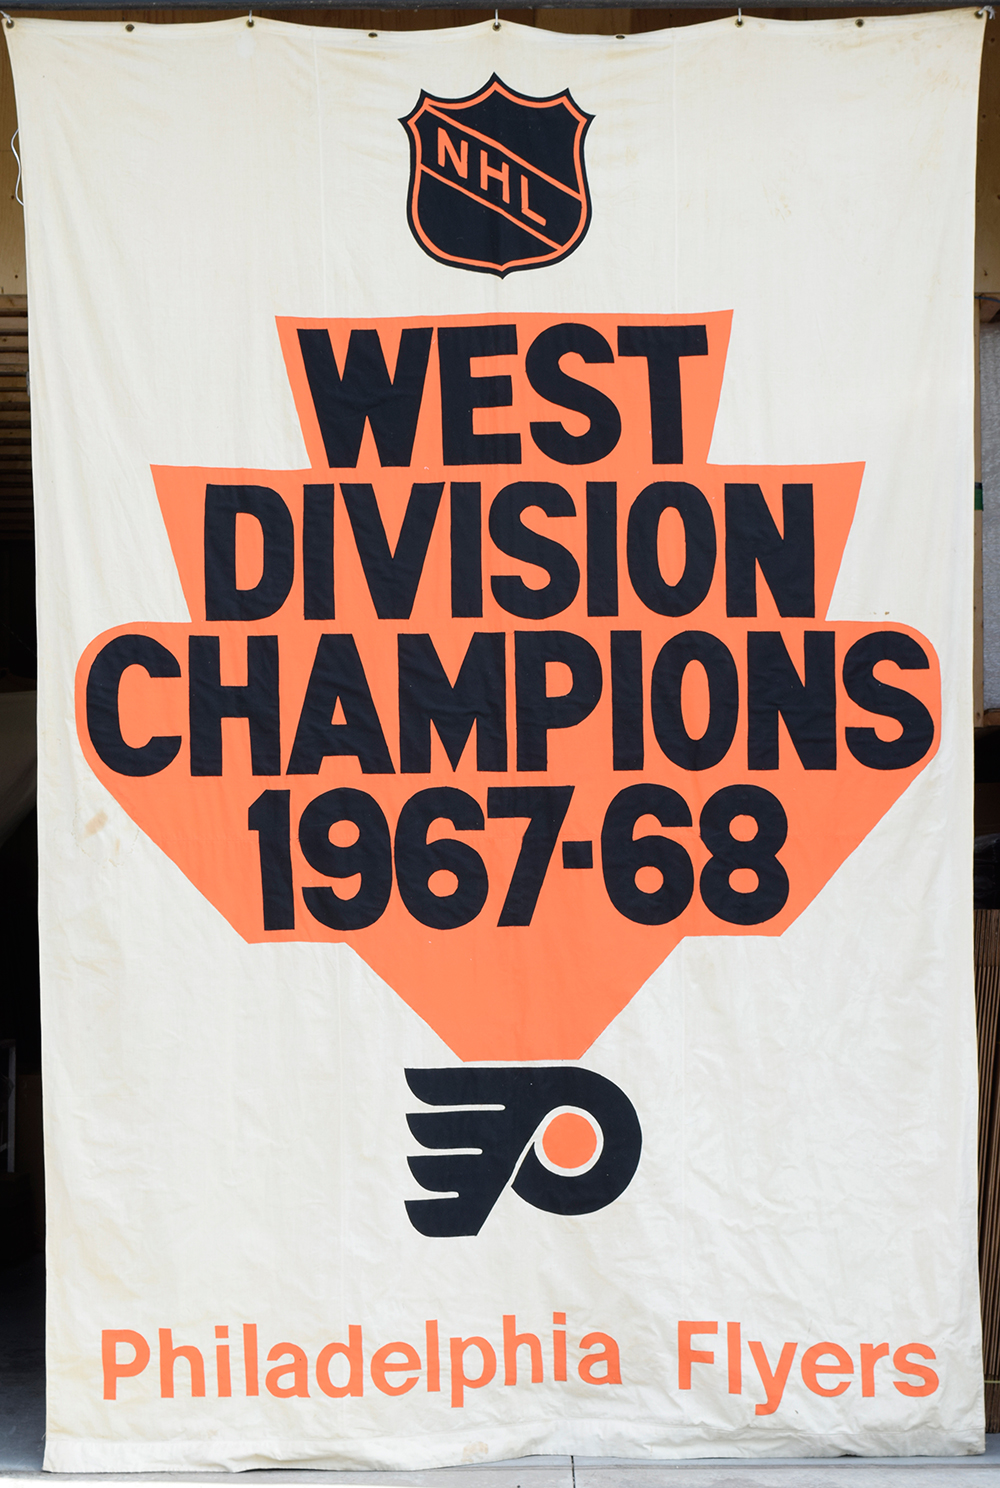 NHL
WEST
DIVISION
CHAMPIONS
1967-68
Philadelphia Flyers